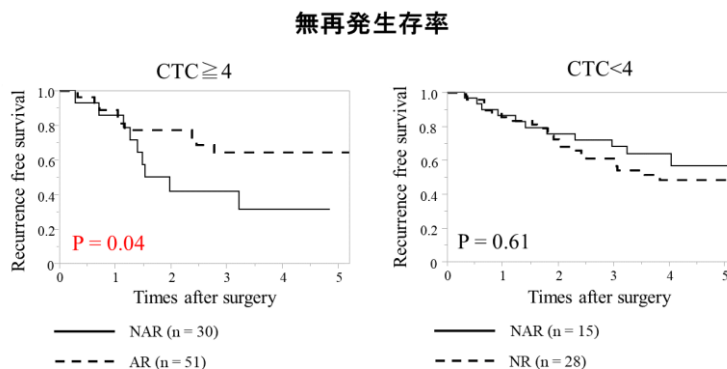 無再発生存率
CTC≧4
Recurrence free survival
1.0
0.8
0.6
0.4
0.2
0
P = 0.04
0 1 2 3 4 5
Times after surgery
NAR (n = 30)
AR (n = 51)
CTC<4
Recurrence free survival
1.0
0.8
0.6
0.4
0.2
0
P = 0.61
0 1 2 3 4 5
Times after surgery
NAR (n = 15)
NR (n = 28)